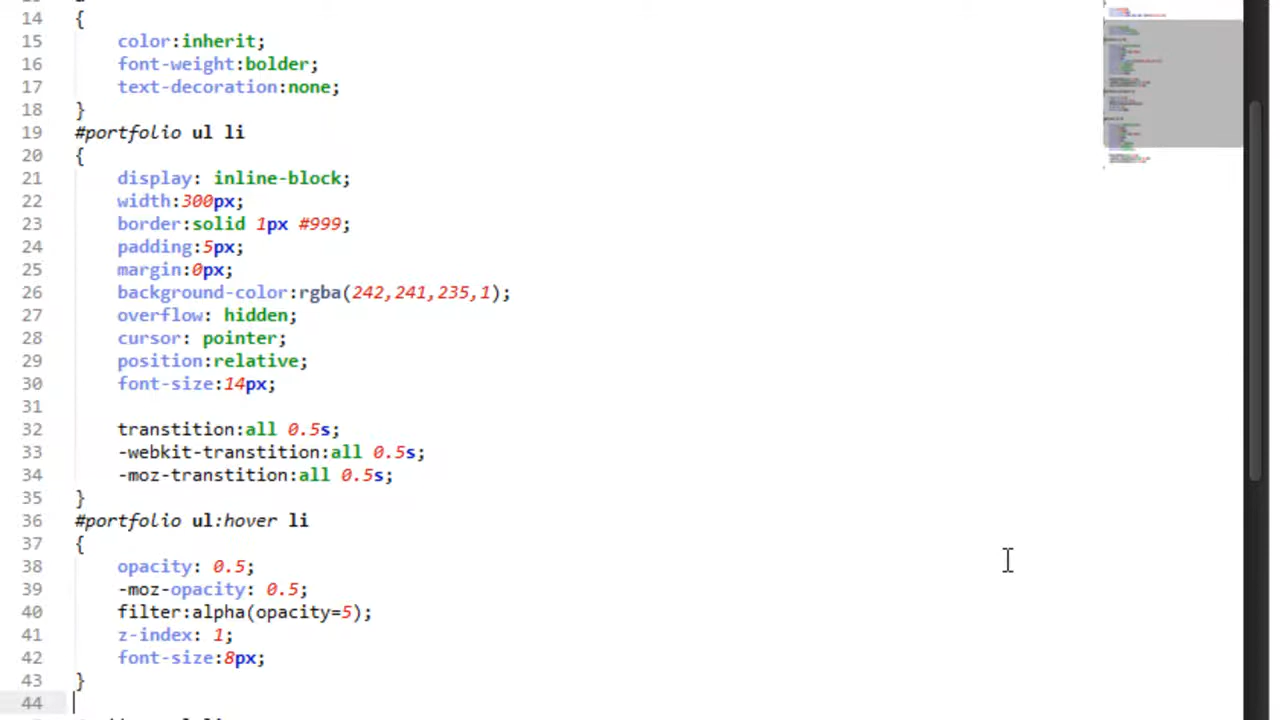 14 {
15 color:inherit;
16 font-weight:bolder;
17 text-decoration:none;
18 }
19 #portfolio ul li
20 {
21 display: inline-block;
22 width:300px;
23 border:solid 1px #999;
24 padding:5px;
25 margin:0px;
26 background-color:rgba(242,241,235,1);
27 overflow: hidden;
28 cursor: pointer;
29 position:relative;
30 font-size:14px;
31
32 transtition:all 0.5s;
33 -webkit-transtition:all 0.5s;
34 -moz-transtition:all 0.5s;
35 }
36 #portfolio ul:hover li
37 {
38 opacity: 0.5;
39 -moz-opacity: 0.5;
40 filter:alpha(opacity=5);
41 z-index: 1;
42 font-size:8px;
43 }
44